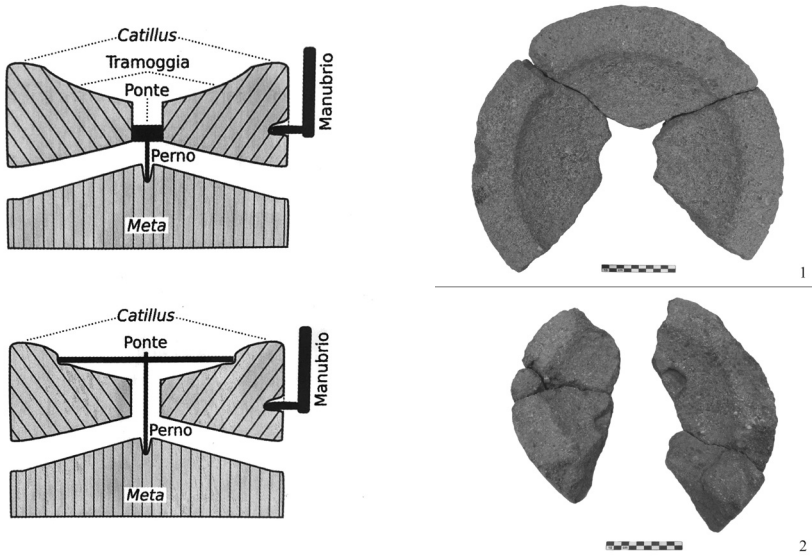 Catillus
Tramoggia
Ponte
Manubrio
Perno
Meta
Catillus
Ponte
Manubrio
Perno
Meta
1
2